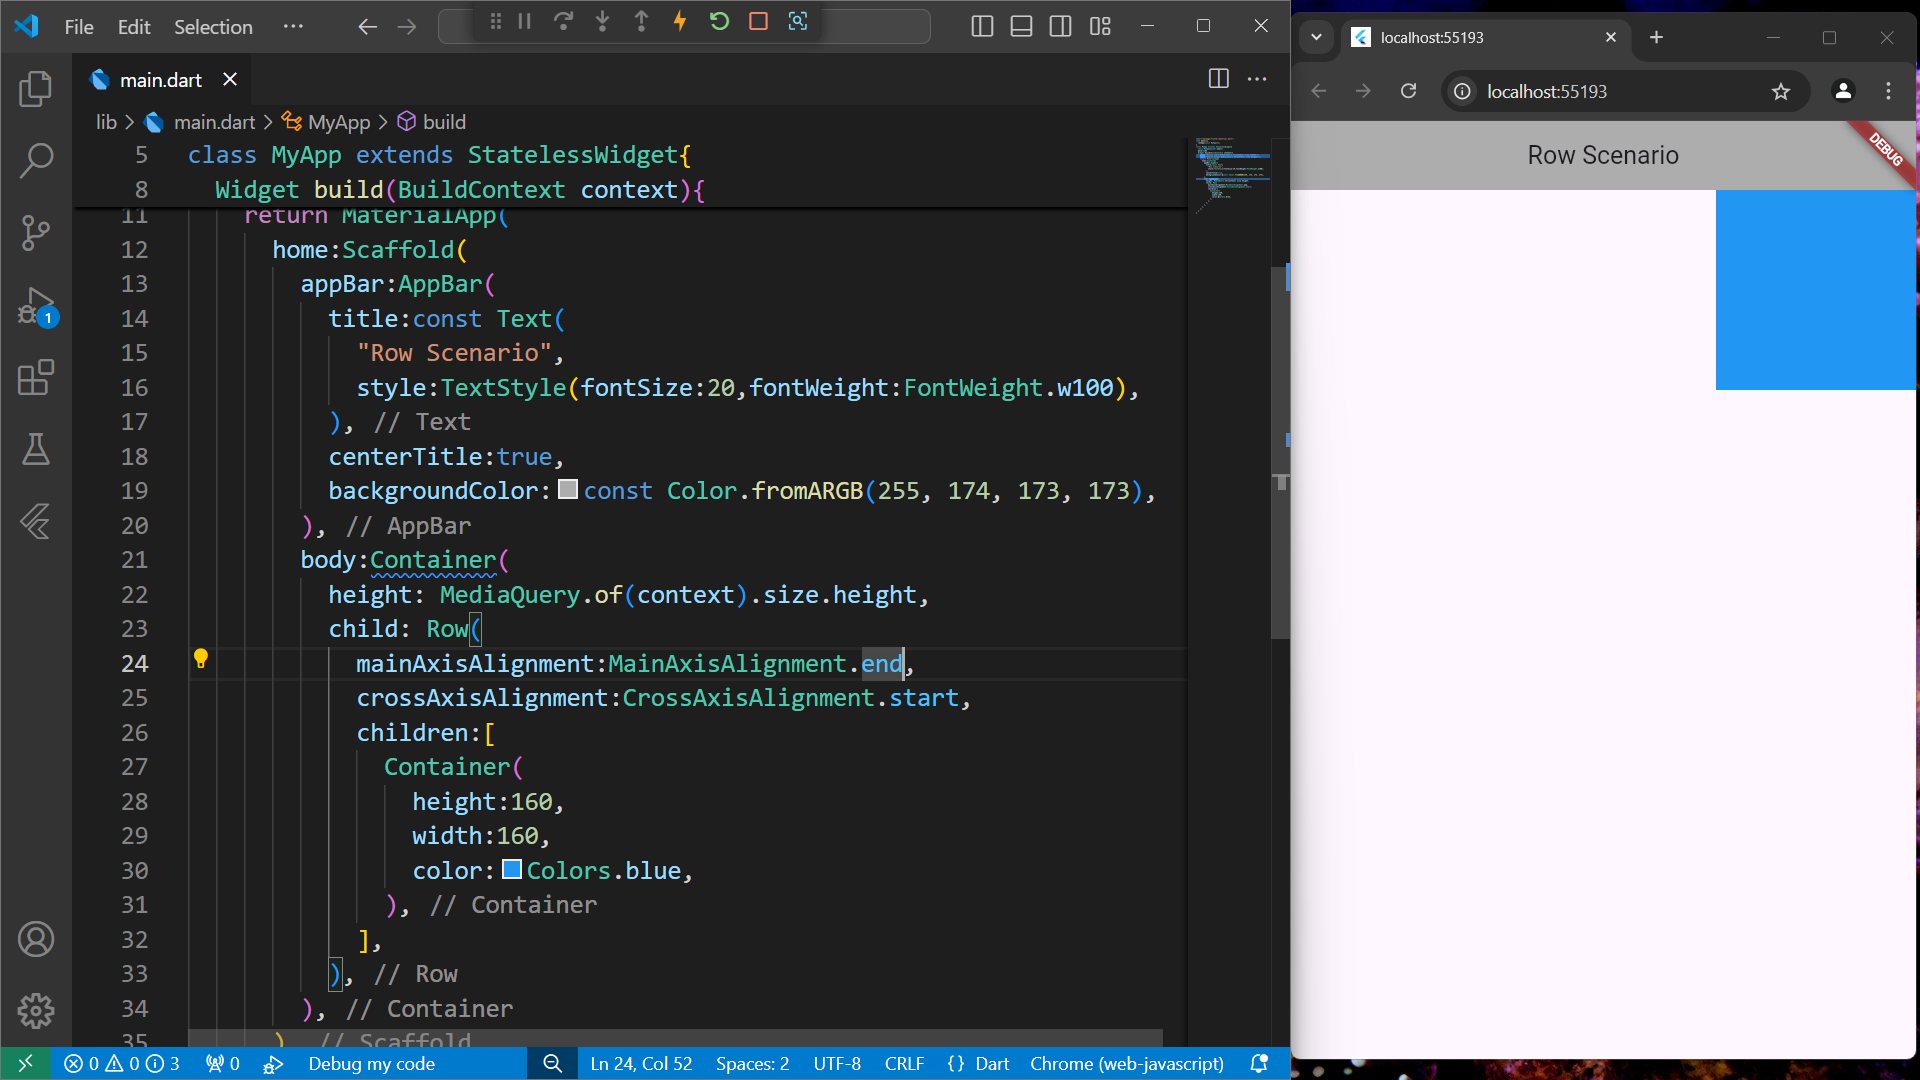 File Edit Selection ···
main.dart
lib > main.dart > MyApp > build
5 class MyApp extends StatelessWidget{
8 Widget build(BuildContext context){
11 return MaterialApp(
12 home:Scaffold(
13 appBar:AppBar(
14 title:const Text(
15 "Row Scenario",
16 style:TextStyle(fontSize:20,fontWeight:FontWeight.w100),
17 ), // Text
18 centerTitle:true,
19 backgroundColor:const Color.fromARGB(255, 174, 173, 173),
20 ), // AppBar
21 body:Container(
22 height: MediaQuery.of(context).size.height,
23 child: Row(
24 mainAxisAlignment:MainAxisAlignment.end,
25 crossAxisAlignment:CrossAxisAlignment.start,
26 children:[
27 Container(
28 height:160,
29 width:160,
30 color:Colors.blue,
31 ), // Container
32 ],
33 ), // Row
34 ), // Container
35 ) // Scaffold
1
0 0 3 0 Debug my code Ln 24, Col 52 Spaces: 2 UTF-8 CRLF {} Dart Chrome (web-javascript)
localhost:55193
localhost:55193
Row Scenario
DEBUG